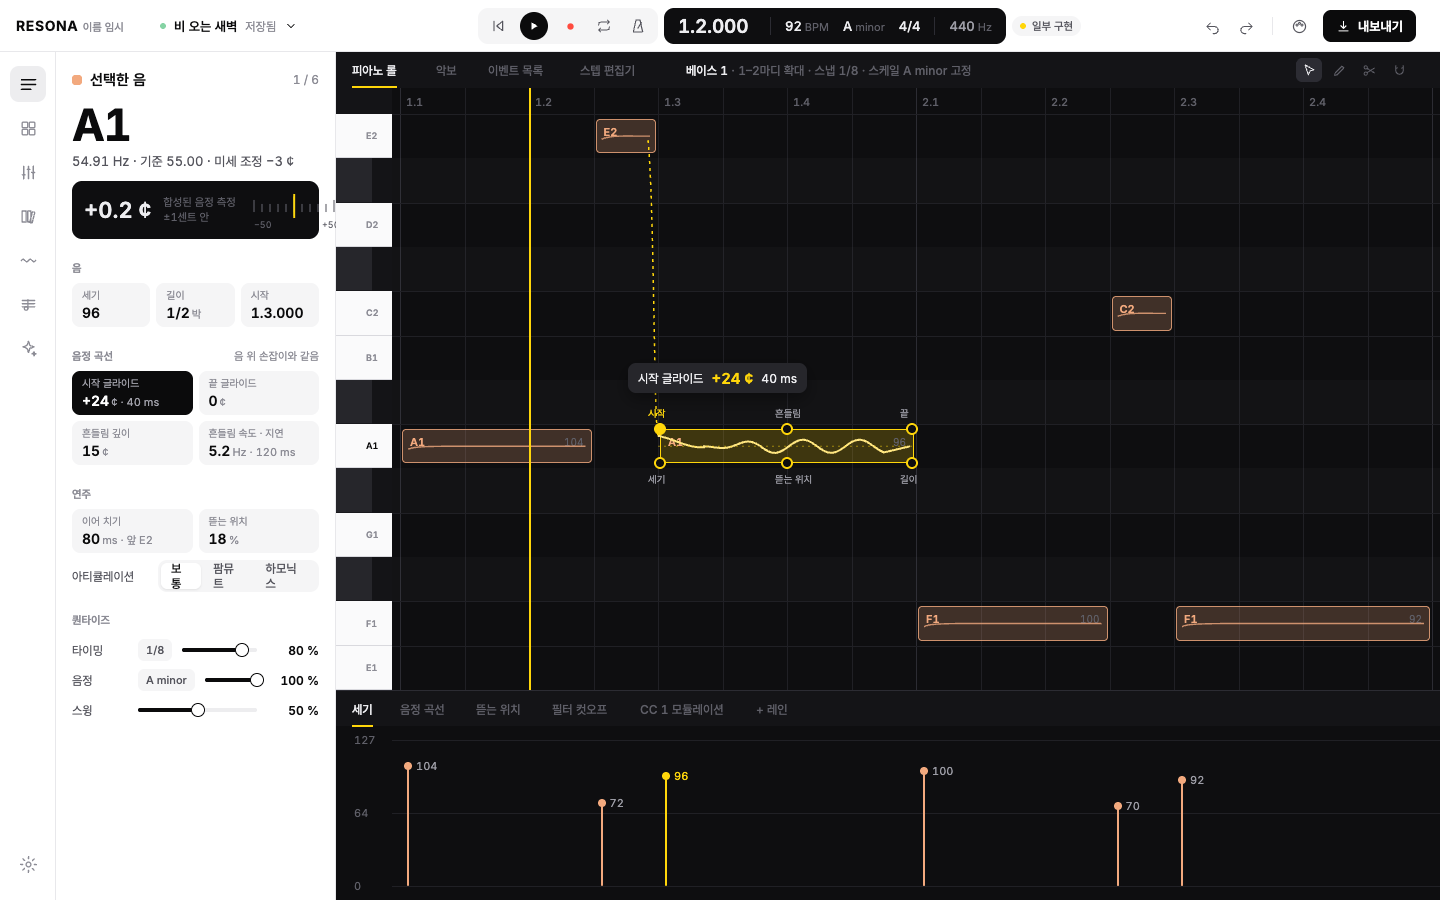 RESONA 이름 임시
비 오는 새벽 저장됨
1.2.000 92 BPM A minor 4/4 440 Hz
일부 구현
내보내기
선택한 음 1 / 6
A1
54.91 Hz · 기준 55.00 · 미세 조정 −3 ¢
+0.2 ¢ 합성된 음정 측정
±1센트 안
−50
음
세기 길이 시작
96 1/2 박 1.3.000
음정 곡선 음 위 손잡이와 같음
시작 글라이드 끝 글라이드
+24 ¢ · 40 ms 0 ¢
흔들림 깊이 흔들림 속도 · 지연
15 ¢ 5.2 Hz · 120 ms
연주
이어 치기 뜯는 위치
80 ms · 앞 E2 18 %
아티큘레이션 보통 팜뮤트 하모닉스
퀀타이즈
타이밍 1/8 80 %
음정 A minor 100 %
스윙 50 %
피아노 롤 악보 이벤트 목록 스텝 편집기 베이스 1 · 1–2마디 확대 · 스냅 1/8 · 스케일 A minor 고정
1.1 1.2 1.3 1.4 2.1 2.2 2.3 2.4
E2 E2
D2
C2 C2
B1
시작 글라이드 +24 ¢ 40 ms
시작 흔들림 끝
A1 A1 104 A1 96
세기 뜯는 위치 길이
G1
F1 F1 100 F1 92
E1
세기 음정 곡선 뜯는 위치 필터 컷오프 CC 1 모듈레이션 + 레인
127
104 72 96 100 70 92
64
0